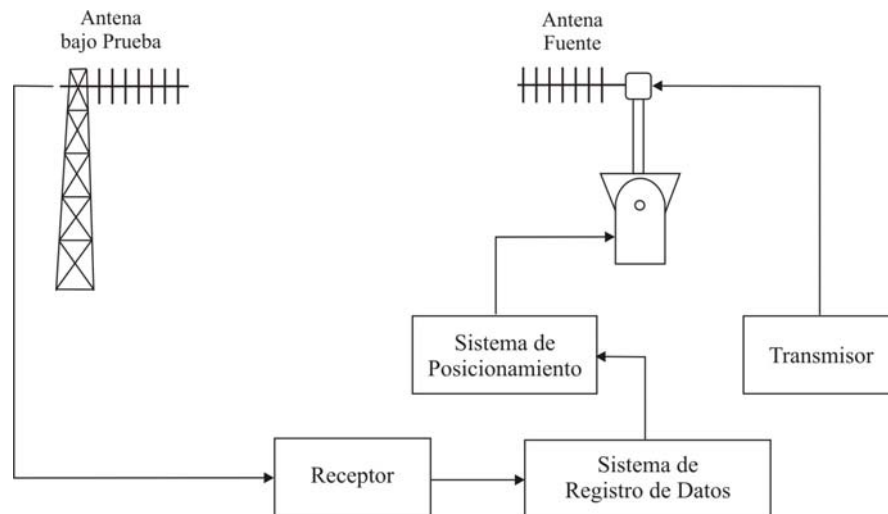 Antena
bajo Prueba
Antena
Fuente
Sistema de
Posicionamiento
Transmisor
Receptor
Sistema de
Registro de Datos